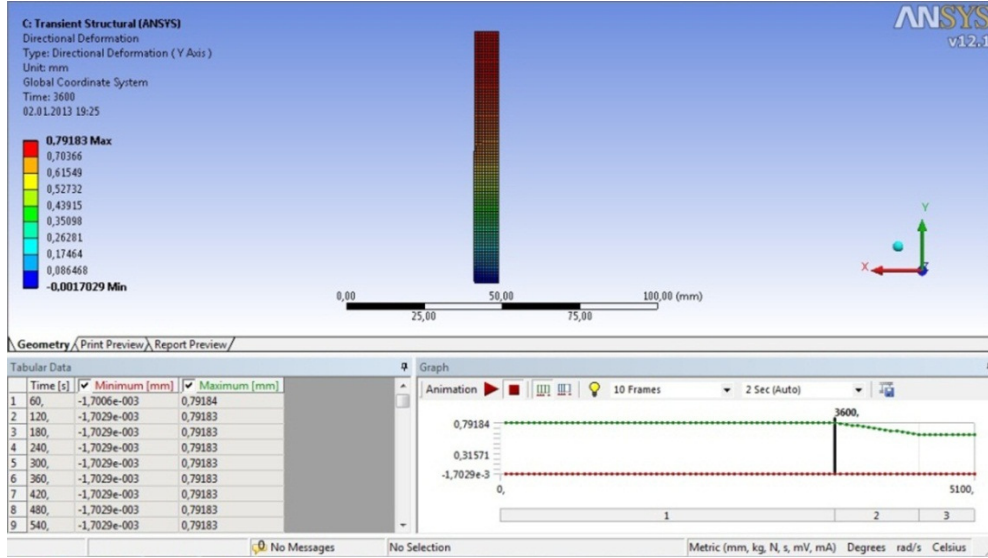 C: Transient Structural (ANSYS)
Directional Deformation
Type: Directional Deformation ( Y Axis )
Unit: mm
Global Coordinate System
Time: 3600
02.01.2013 19:25
0,79183 Max
0,70366
0,61549
0,52732
0,43915
0,35098
0,26281
0,17464
0,086468
-0,0017029 Min
ANSYS
v12.1
Y
X
Z
0,00 50,00 100,00 (mm)
25,00 75,00
Geometry Print Preview Report Preview
Tabular Data
Time [s] Minimum [mm] Maximum [mm]
1 60, -1,7006e-003 0,79184
2 120, -1,7029e-003 0,79183
3 180, -1,7029e-003 0,79183
4 240, -1,7029e-003 0,79183
5 300, -1,7029e-003 0,79183
6 360, -1,7029e-003 0,79183
7 420, -1,7029e-003 0,79183
8 480, -1,7029e-003 0,79183
9 540, -1,7029e-003 0,79183
Graph
Animation 10 Frames 2 Sec (Auto)
3600,
0,79184
0,31571
-1,7029e-3
0, 5100,
1 2 3
No Messages No Selection Metric (mm, kg, N, s, mV, mA) Degrees rad/s Celsius